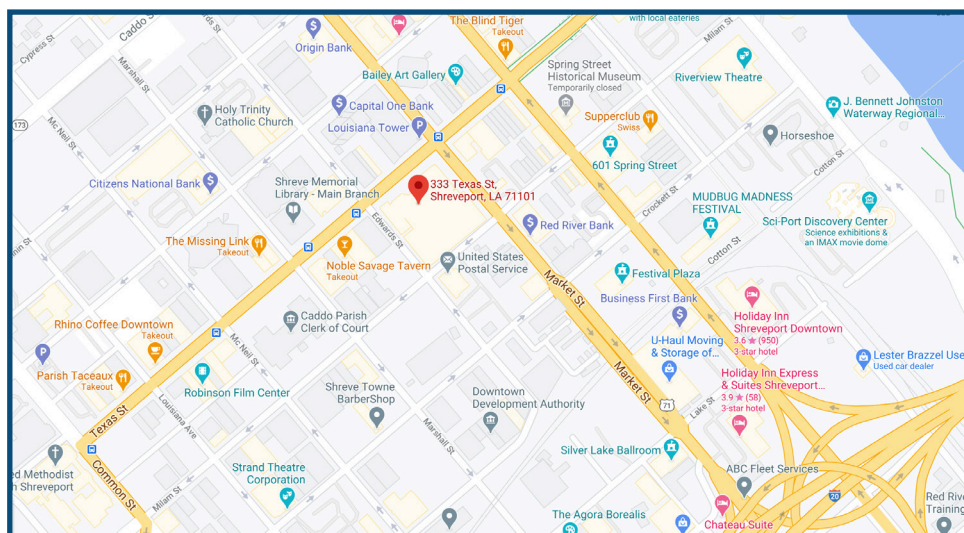 with local eateries
Caddo St
Milam St
The Blind Tiger
Takeout
Origin Bank
Cypress St
Marshall St
Bailey Art Gallery
Spring Street
Historical Museum
Temporarily closed
Riverview Theatre
Capital One Bank
Holy Trinity
Catholic Church
Louisiana Tower
Supperclub
Swiss
J. Bennett Johnston
Waterway Regional...
173
Mc Neil St
Horseshoe
601 Spring Street
Cotton St
Citizens National Bank
Shreve Memorial
Library - Main Branch
333 Texas St,
Shreveport, LA 71101
Crockett St
MUDBUG MADNESS
FESTIVAL
Sci-Port Discovery Center
Science exhibitions &
an IMAX movie dome
Edwards St
Red River Bank
The Missing Link
Takeout
Noble Savage Tavern
Takeout
United States
Postal Service
Cotton St
Festival Plaza
Market St
Business First Bank
Holiday Inn
Shreveport Downtown
3.6 ★ (950)
3-star hotel
Caddo Parish
Clerk of Court
Rhino Coffee Downtown
Takeout
Mc Neil St
U-Haul Moving
& Storage of...
Lester Brazzel Use
Used car dealer
Parish Taceaux
Takeout
Robinson Film Center
Shreve Towne
BarberShop
Market St
Holiday Inn Express
& Suites Shreveport...
3.9 ★ (58)
3-star hotel
Downtown
Development Authority
71
Lake St
Texas St
Louisiana Ave
Marshall St
Silver Lake Ballroom
ed Methodist
h Shreveport
Common St
Milam St
Strand Theatre
Corporation
ABC Fleet Services
20
Red River
Training
The Agora Borealis
Chateau Suite